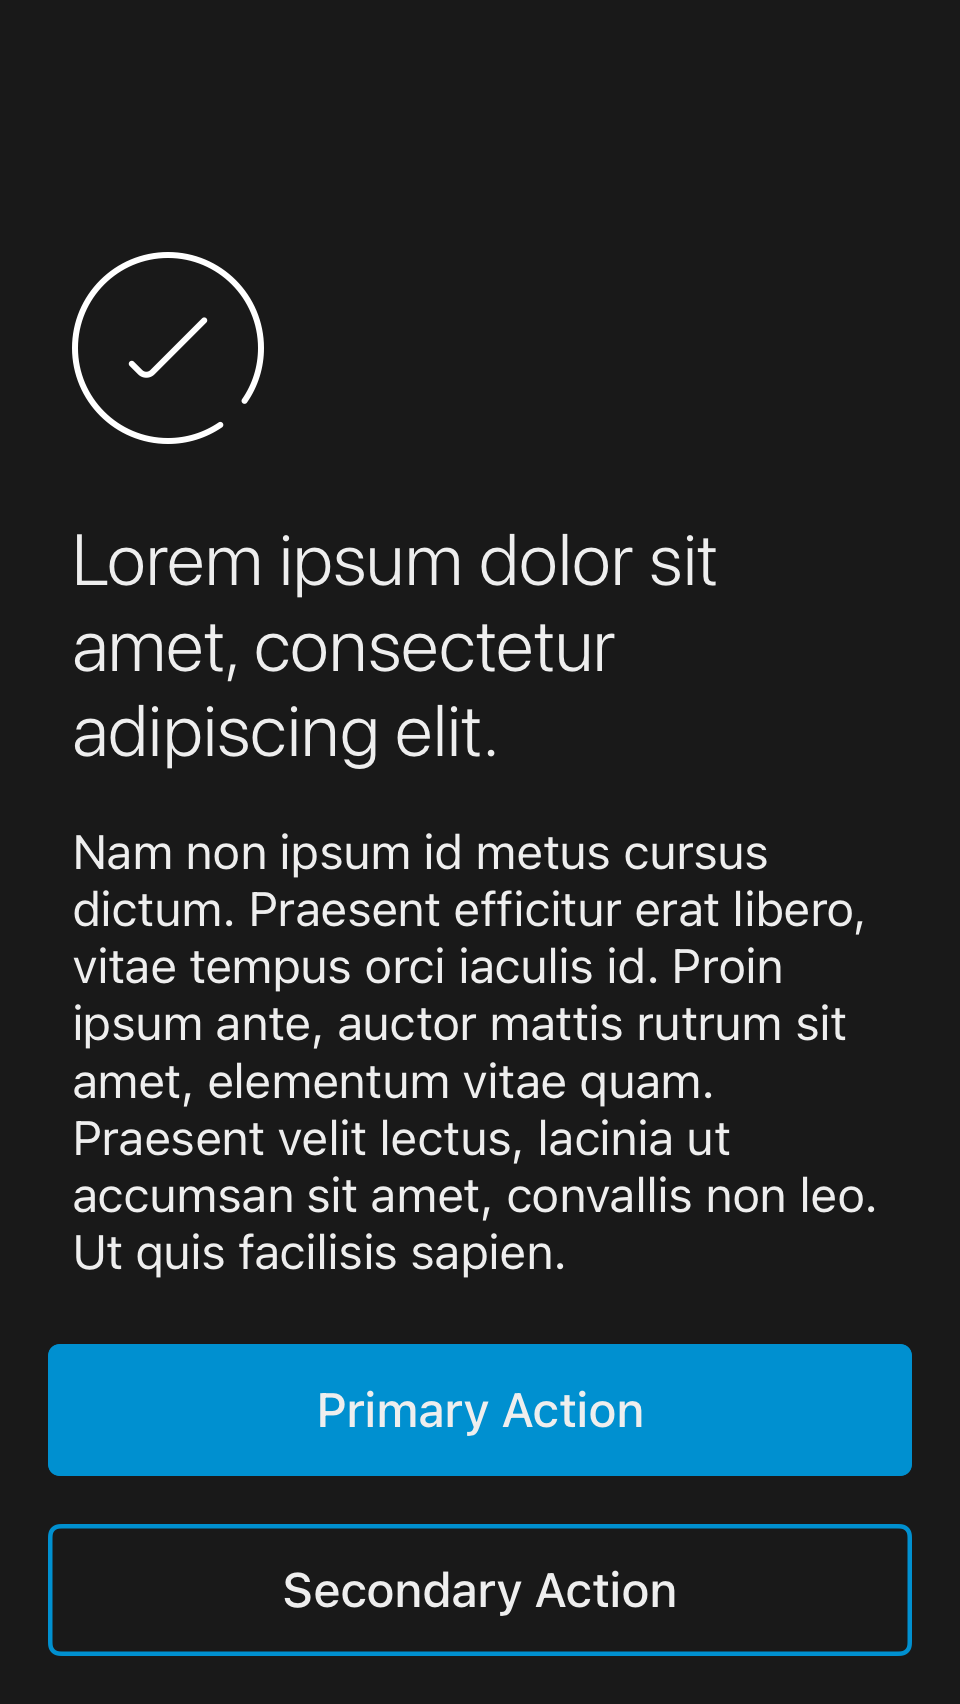 Lorem ipsum dolor sit
amet, consectetur
adipiscing elit.
Nam non ipsum id metus cursus
dictum. Praesent efficitur erat libero,
vitae tempus orci iaculis id. Proin
ipsum ante, auctor mattis rutrum sit
amet, elementum vitae quam.
Praesent velit lectus, lacinia ut
accumsan sit amet, convallis non leo.
Ut quis facilisis sapien.
Primary Action
Secondary Action